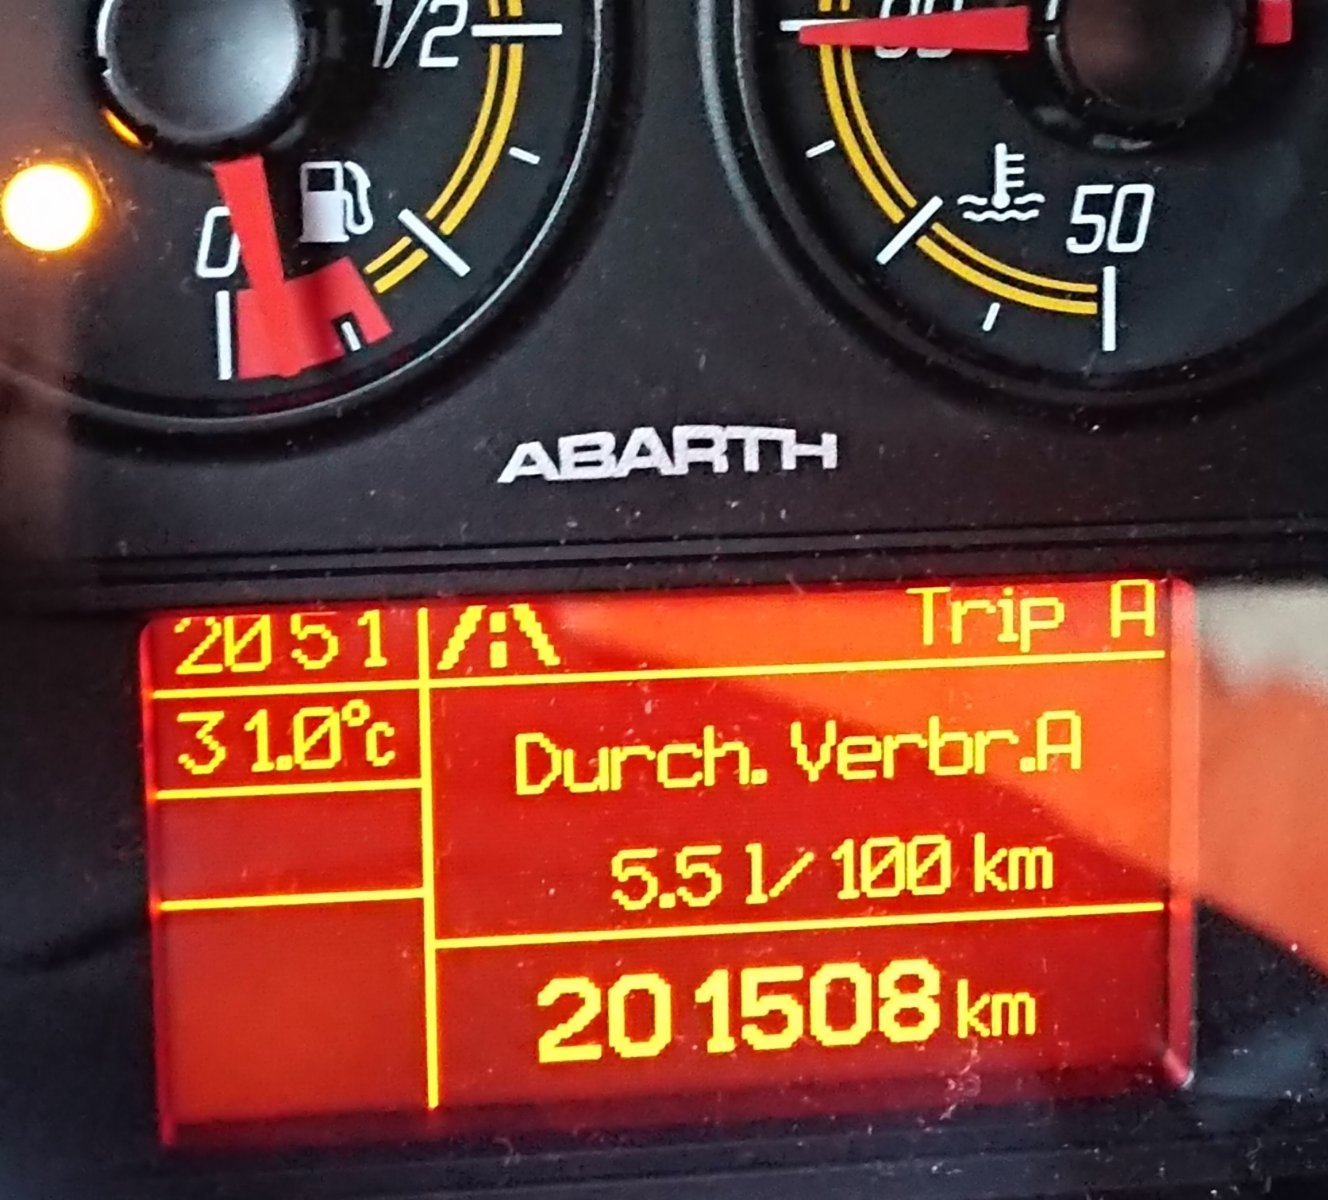 1/2
0
50
ABARTH
20 51
Trip A
31.0°c
Durch. Verbr.A
5.5 l/100 km
201508 km